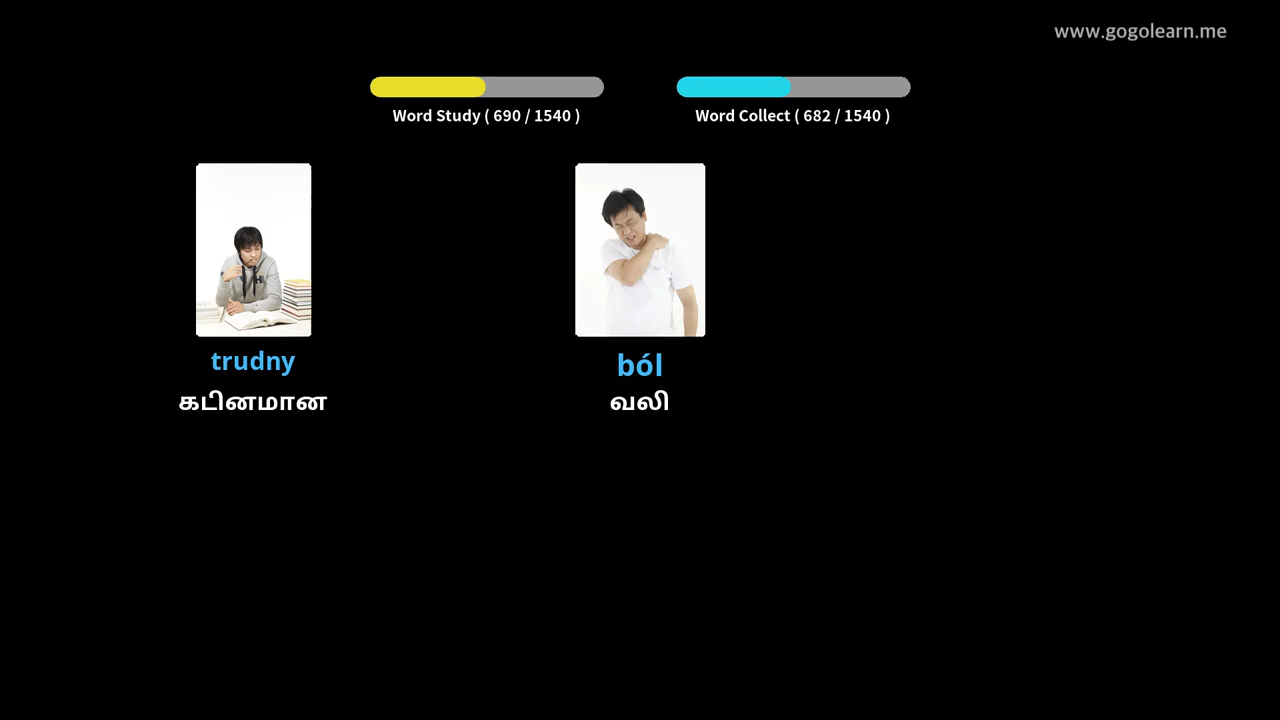 www.gogolearn.me
Word Study ( 690 / 1540 )
Word Collect ( 682 / 1540 )
trudny
ból
கடினமான
வலி